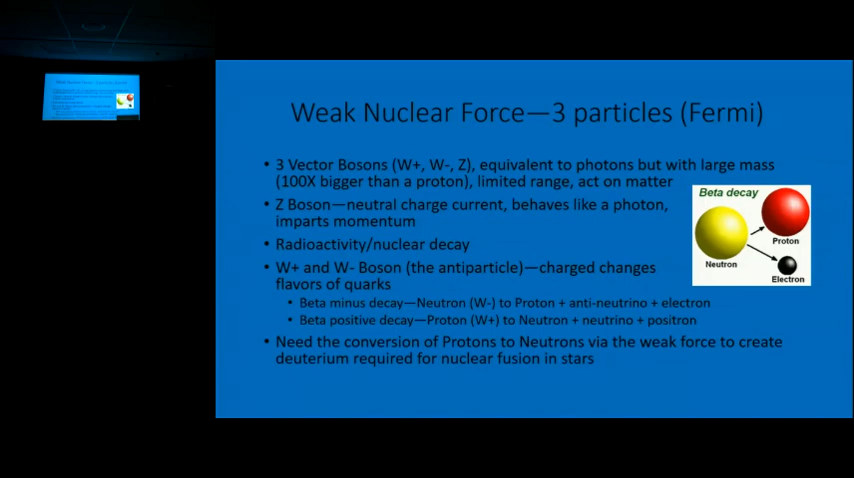 Weak Nuclear Force—3 particles (Fermi)
• 3 Vector Bosons (W+, W-, Z), equivalent to photons but with large mass
(100X bigger than a proton), limited range, act on matter
• Z Boson—neutral charge current, behaves like a photon,
imparts momentum
• Radioactivity/nuclear decay
• W+ and W- Boson (the antiparticle)—charged changes
flavors of quarks
• Beta minus decay—Neutron (W-) to Proton + anti-neutrino + electron
• Beta positive decay—Proton (W+) to Neutron + neutrino + positron
• Need the conversion of Protons to Neutrons via the weak force to create
deuterium required for nuclear fusion in stars
Beta decay
Proton
Neutron
Electron